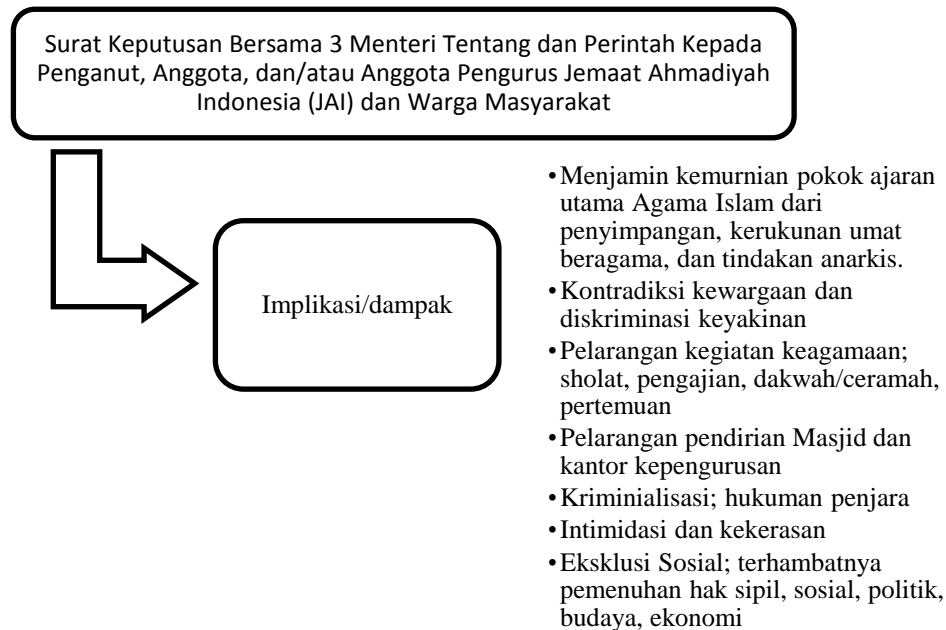 Surat Keputusan Bersama 3 Menteri Tentang dan Perintah Kepada
Penganut, Anggota, dan/atau Anggota Pengurus Jemaat Ahmadiyah
Indonesia (JAI) dan Warga Masyarakat
Implikasi/dampak
•Menjamin kemurnian pokok ajaran
utama Agama Islam dari
penyimpangan, kerukunan umat
beragama, dan tindakan anarkis.
•Kontradiksi kewargaan dan
diskriminasi keyakinan
•Pelarangan kegiatan keagamaan;
sholat, pengajian, dakwah/ceramah,
pertemuan
•Pelarangan pendirian Masjid dan
kantor kepengurusan
•Kriminialisasi; hukuman penjara
•Intimidasi dan kekerasan
•Eksklusi Sosial; terhambatnya
pemenuhan hak sipil, sosial, politik,
budaya, ekonomi